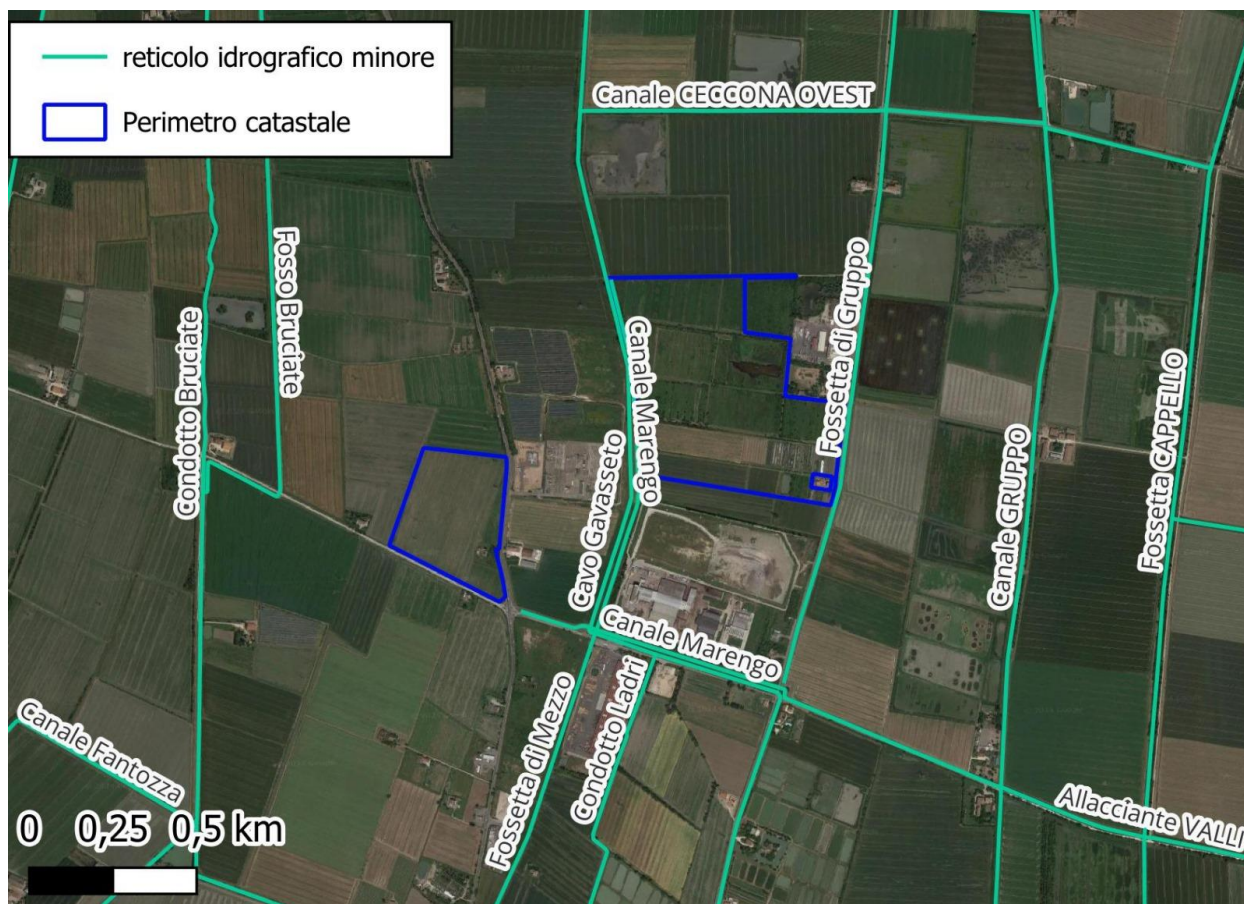 reticolo idrografico minore
Perimetro catastale
Canale CECCONA OVEST
Fosso Bruciate
Condotto Bruciate
Canale Marengo
Fossetta di Gruppo
Cavo Gavasseto
Canale GRUPPO
Fossetta CAPPELLO
Canale Marengo
Fossetta di Mezzo
Condotto Ladri
Canale Fantozza
Allacciante VALLI
0 0,25 0,5 km